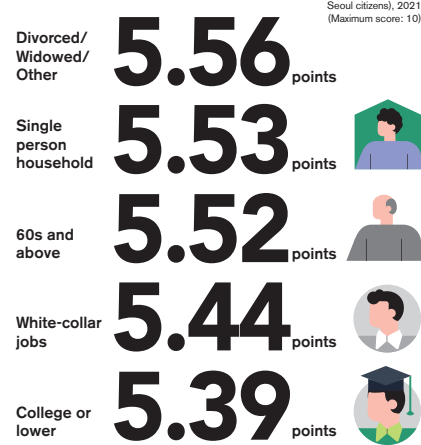 Seoul citizens), 2021
(Maximum score: 10)
Divorced/
Widowed/
Other
5.56 points
Single
person
household
5.53 points
60s and
above
5.52 points
White-collar
jobs
5.44 points
College or
lower
5.39 points